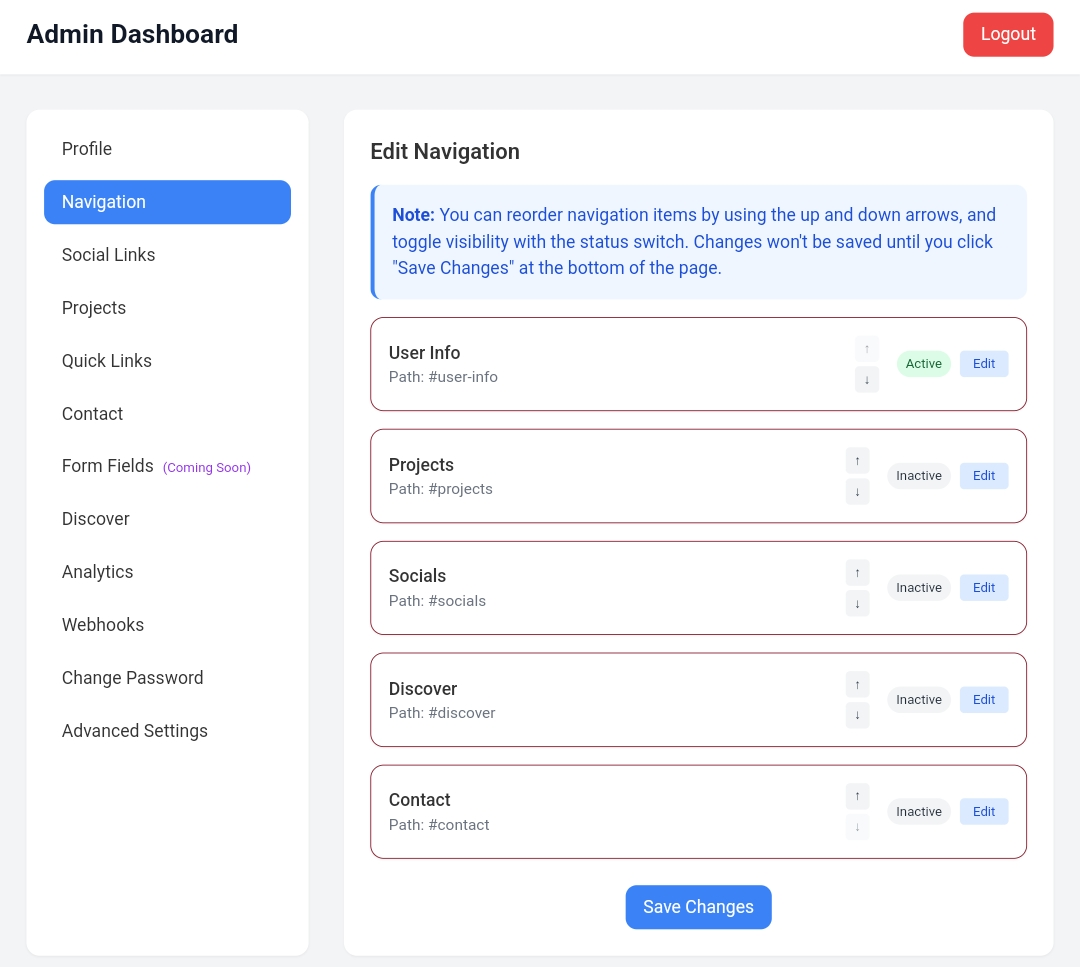 Admin Dashboard
Logout
Profile
Navigation
Social Links
Projects
Quick Links
Contact
Form Fields (Coming Soon)
Discover
Analytics
Webhooks
Change Password
Advanced Settings
Edit Navigation
Note: You can reorder navigation items by using the up and down arrows, and
toggle visibility with the status switch. Changes won't be saved until you click
"Save Changes" at the bottom of the page.
User Info
Path: #user-info
↑
↓
Active
Edit
Projects
Path: #projects
↑
↓
Inactive
Edit
Socials
Path: #socials
↑
↓
Inactive
Edit
Discover
Path: #discover
↑
↓
Inactive
Edit
Contact
Path: #contact
↑
↓
Inactive
Edit
Save Changes